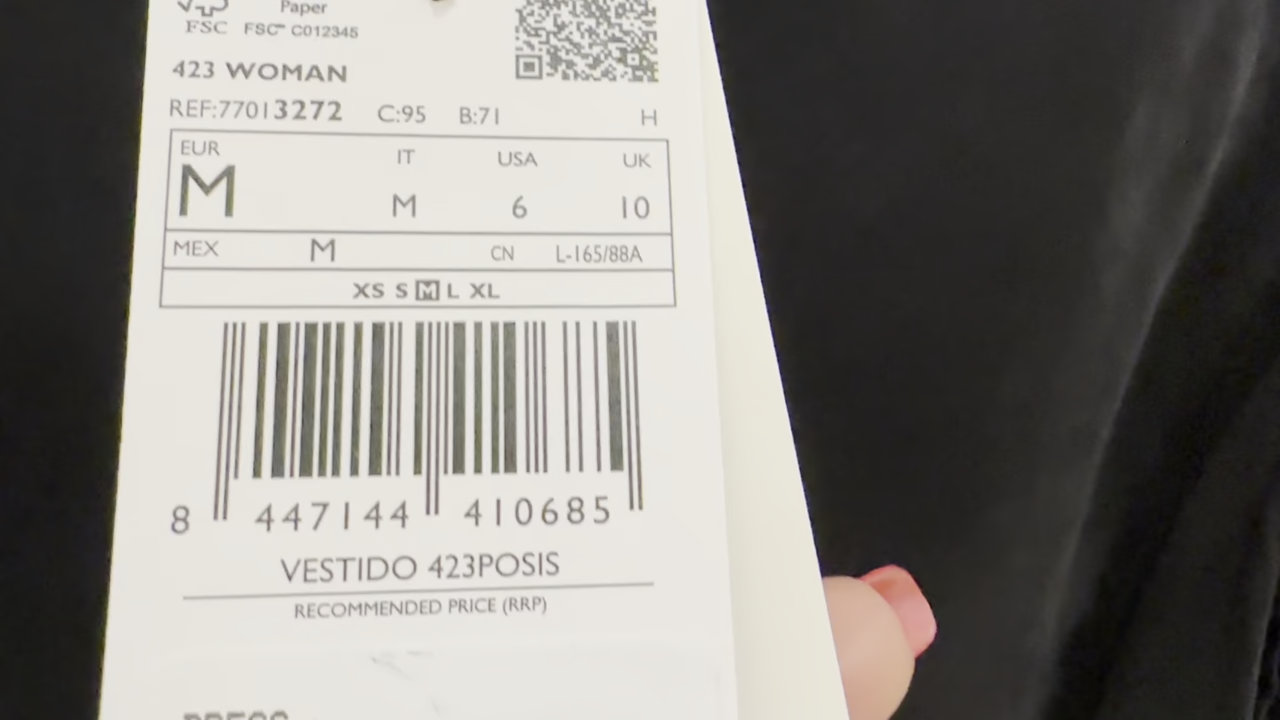 Paper
FSC FSC™ C012345
423 WOMAN
REF:77013272 C:95 B:71 H
EUR IT USA UK
M M 6 10
MEX M CN L-165/88A
XS S M L XL
8 447144 410685
VESTIDO 423POSIS
RECOMMENDED PRICE (RRP)